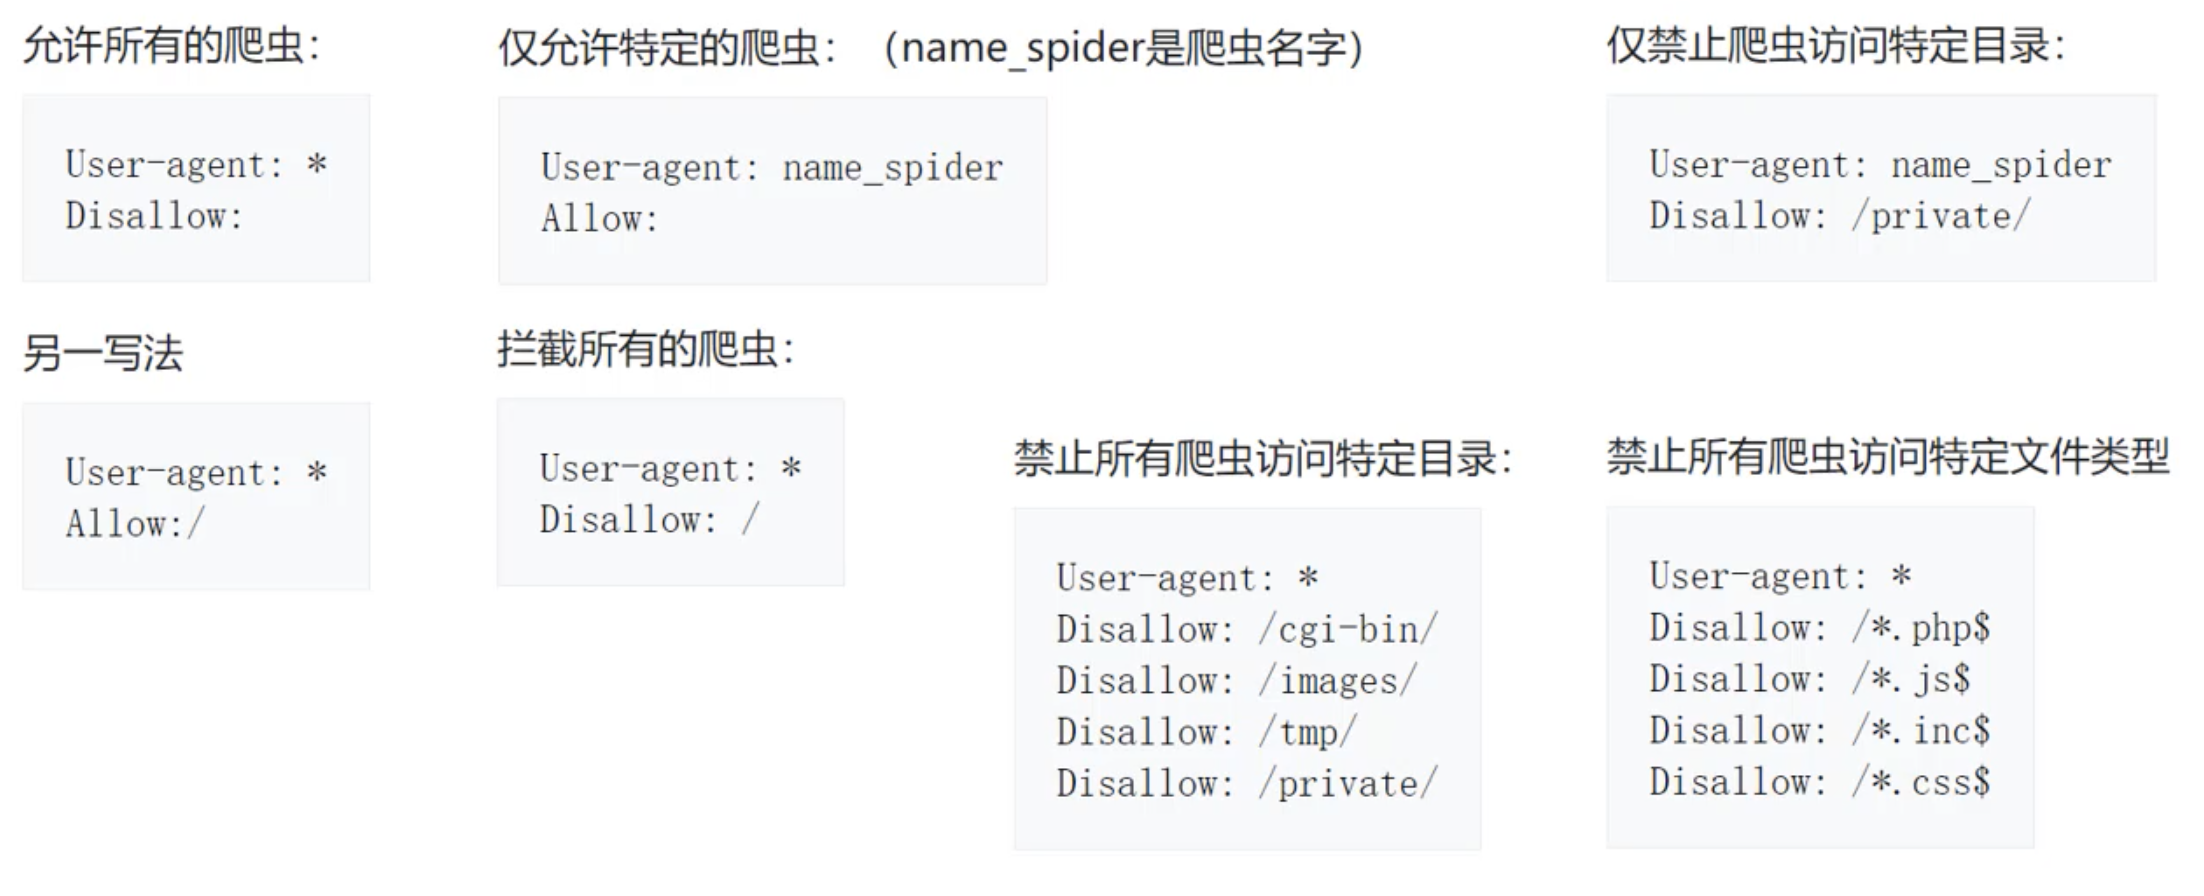 允许所有的爬虫：
User-agent: *
Disallow:
另一写法
User-agent: *
Allow:/
仅允许特定的爬虫：（name_spider是爬虫名字）
User-agent: name_spider
Allow:
拦截所有的爬虫：
User-agent: *
Disallow: /
禁止所有爬虫访问特定目录：
User-agent: *
Disallow: /cgi-bin/
Disallow: /images/
Disallow: /tmp/
Disallow: /private/
仅禁止爬虫访问特定目录：
User-agent: name_spider
Disallow: /private/
禁止所有爬虫访问特定文件类型
User-agent: *
Disallow: /*.php$
Disallow: /*.js$
Disallow: /*.inc$
Disallow: /*.css$